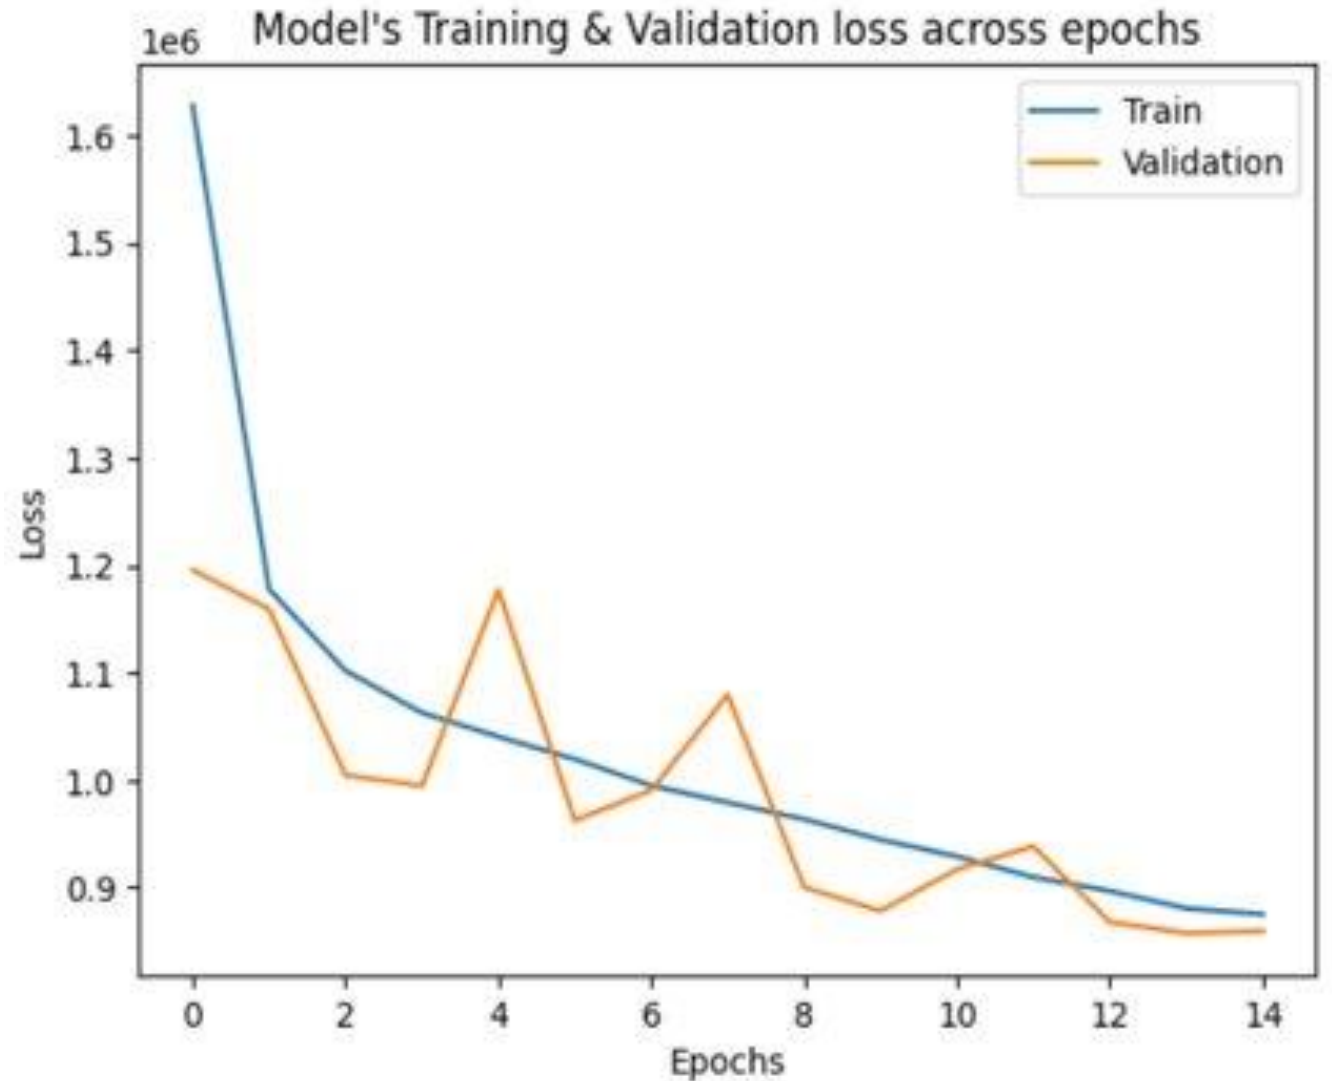 Model's Training & Validation loss across epochs
1e6
Train
Validation
1.6
1.5
1.4
1.3
1.2
1.1
1.0
0.9
Loss
0 2 4 6 8 10 12 14
Epochs